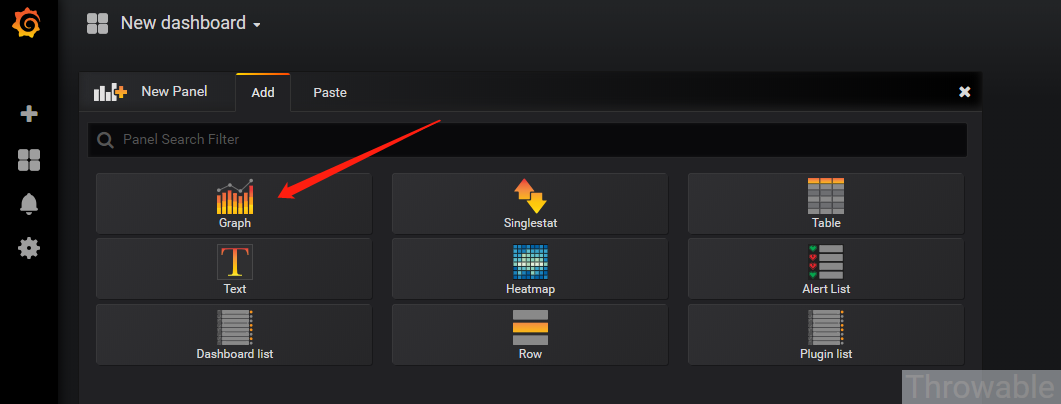 New dashboard
New Panel Add Paste
Panel Search Filter
Graph Singlestat Table
T
Text Heatmap Alert List
Dashboard list Row Plugin list
Throwable